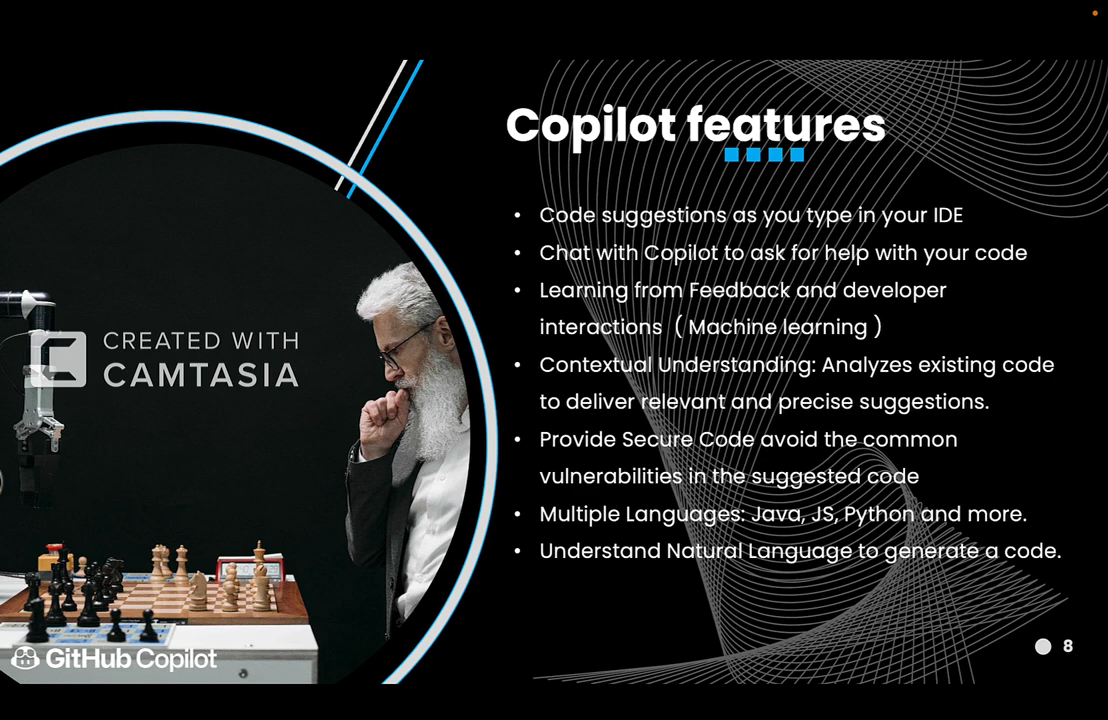 Copilot features
• Code suggestions as you type in your IDE
• Chat with Copilot to ask for help with your code
• Learning from Feedback and developer
interactions  ( Machine learning )
• Contextual Understanding: Analyzes existing code
to deliver relevant and precise suggestions.
• Provide Secure Code avoid the common
vulnerabilities in the suggested code
• Multiple Languages: Java, JS, Python and more.
• Understand Natural Language to generate a code.
CREATED WITH
CAMTASIA
GitHub Copilot
8